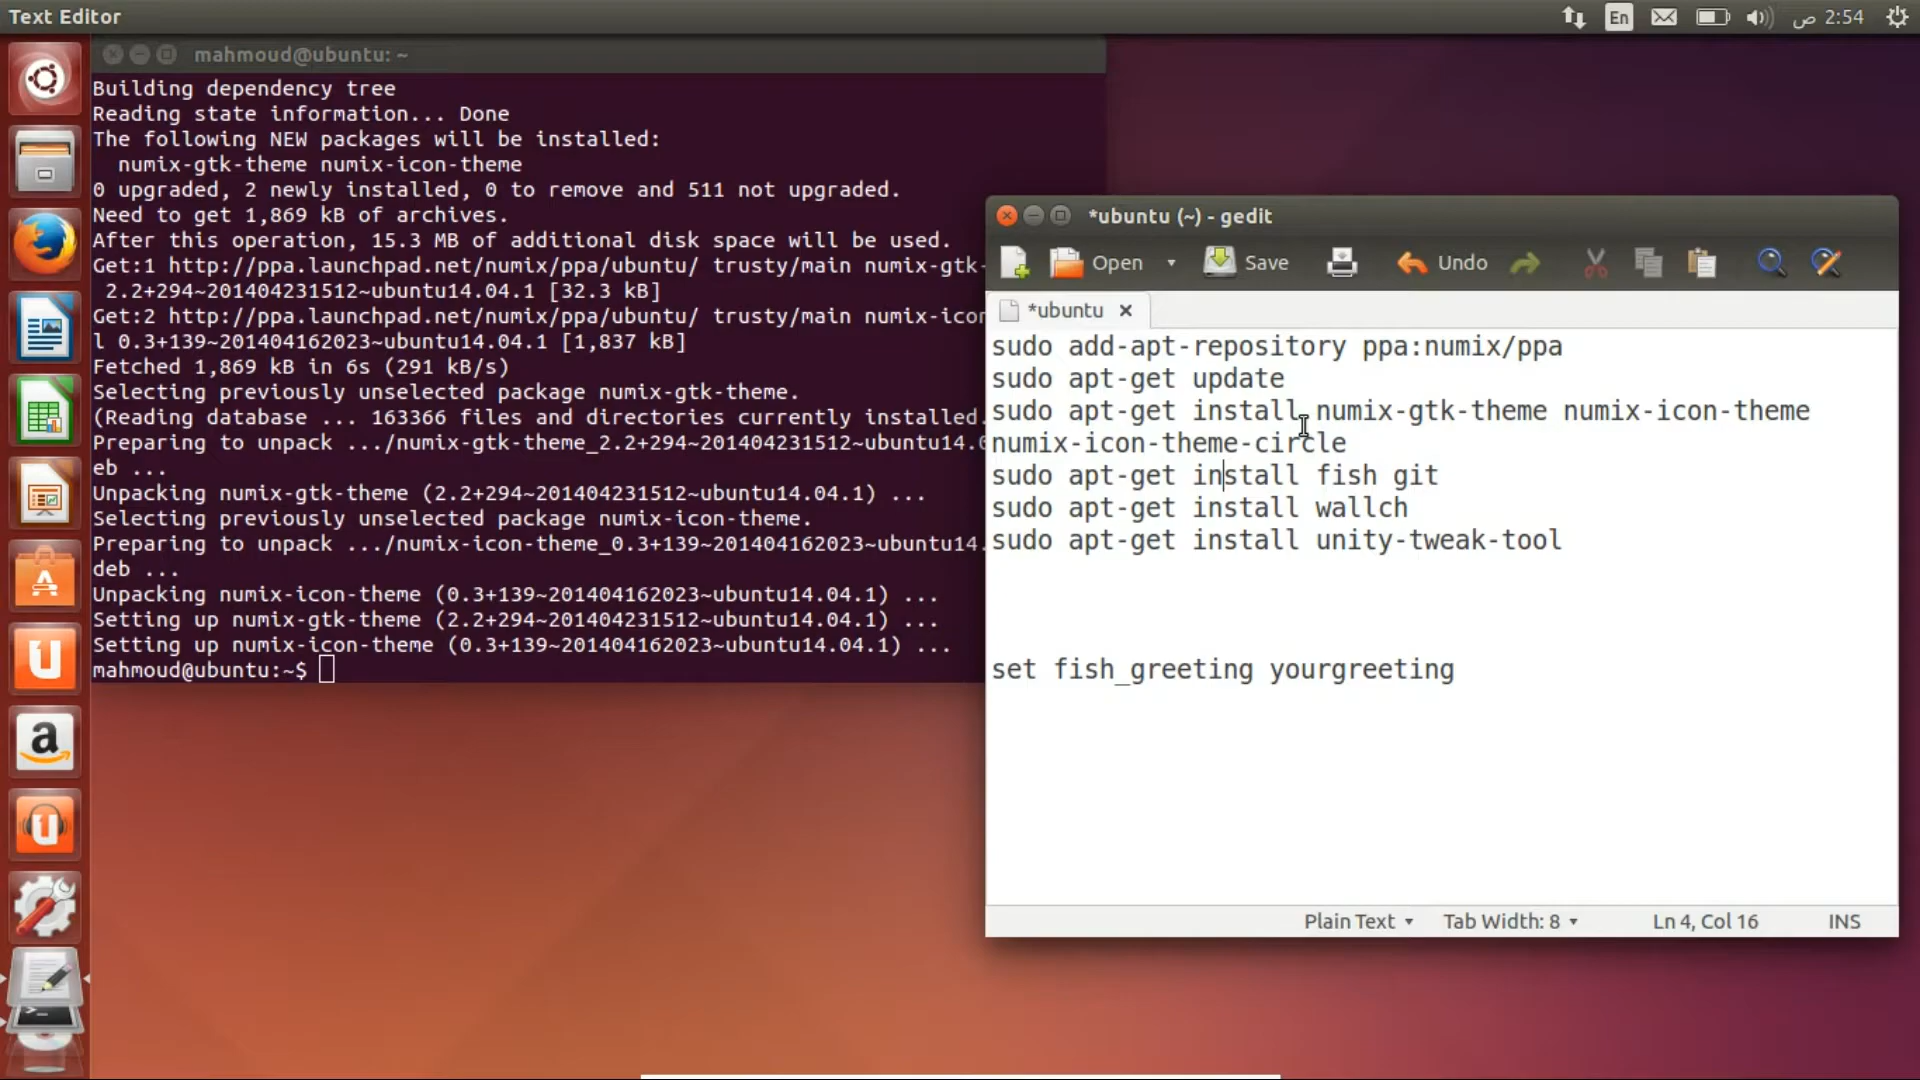 Text Editor
En
2:54 ص
mahmoud@ubuntu: ~
Building dependency tree
Reading state information... Done
The following NEW packages will be installed:
numix-gtk-theme numix-icon-theme
0 upgraded, 2 newly installed, 0 to remove and 511 not upgraded.
Need to get 1,869 kB of archives.
After this operation, 15.3 MB of additional disk space will be used.
Get:1 http://ppa.launchpad.net/numix/ppa/ubuntu/ trusty/main numix-gtk-
2.2+294~201404231512~ubuntu14.04.1 [32.3 kB]
Get:2 http://ppa.launchpad.net/numix/ppa/ubuntu/ trusty/main numix-icon
l 0.3+139~201404162023~ubuntu14.04.1 [1,837 kB]
Fetched 1,869 kB in 6s (291 kB/s)
Selecting previously unselected package numix-gtk-theme.
(Reading database ... 163366 files and directories currently installed.
Preparing to unpack .../numix-gtk-theme_2.2+294~201404231512~ubuntu14.0
eb ...
Unpacking numix-gtk-theme (2.2+294~201404231512~ubuntu14.04.1) ...
Selecting previously unselected package numix-icon-theme.
Preparing to unpack .../numix-icon-theme_0.3+139~201404162023~ubuntu14.
deb ...
Unpacking numix-icon-theme (0.3+139~201404162023~ubuntu14.04.1) ...
Setting up numix-gtk-theme (2.2+294~201404231512~ubuntu14.04.1) ...
Setting up numix-icon-theme (0.3+139~201404162023~ubuntu14.04.1) ...
mahmoud@ubuntu:~$
*ubuntu (~) - gedit
Open
Save
Undo
*ubuntu
sudo add-apt-repository ppa:numix/ppa
sudo apt-get update
sudo apt-get install numix-gtk-theme numix-icon-theme
numix-icon-theme-circle
sudo apt-get install fish git
sudo apt-get install wallch
sudo apt-get install unity-tweak-tool
set fish_greeting yourgreeting
Plain Text
Tab Width: 8
Ln 4, Col 16
INS